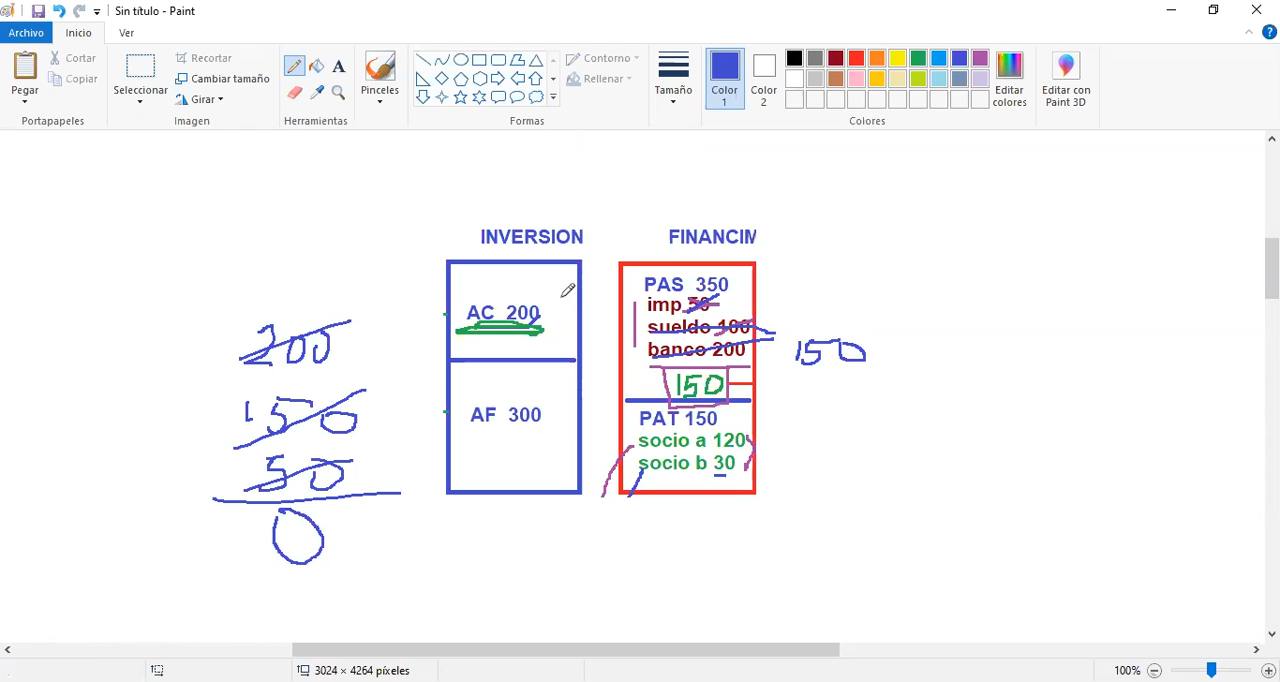 Sin título - Paint
Archivo
Inicio
Ver
Pegar
Cortar
Copiar
Portapapeles
Seleccionar
Recortar
Cambiar tamaño
Girar
Imagen
A
Herramientas
Pinceles
Contorno
Rellenar
Formas
Tamaño
Color
1
Color
2
Editar
colores
Colores
Editar con
Paint 3D
INVERSION
FINANCIM
AC 200
AF 300
PAS 350
imp 50
sueldo 100
banco 200
150
PAT 150
socio a 120
socio b 30
150
200
150
50
0
3024 × 4264 píxeles
100%